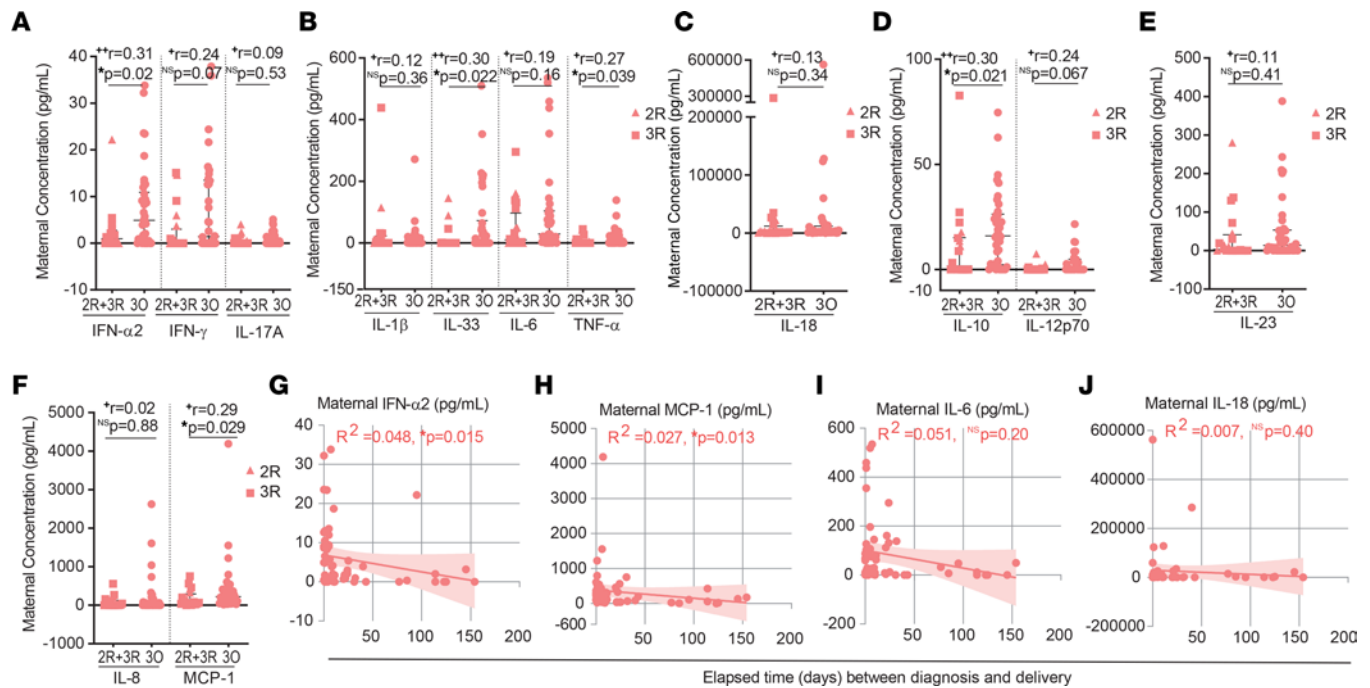 A
Maternal Concentration (pg/mL)
40
30
20
10
0
-10
++r=0.31
*p=0.02
+r=0.24
NSp=0.07
+r=0.09
NSp=0.53
2R+3R 3O 2R+3R 3O 2R+3R 3O
IFN-α2 IFN-γ IL-17A
B
Maternal Concentration (pg/mL)
600
400
200
0
-150
+r=0.12
NSp=0.36
++r=0.30
*p=0.022
+r=0.19
NSp=0.16
+r=0.27
*p=0.039
2R
3R
2R+3R 3O 2R+3R 3O 2R+3R 3O 2R+3R 3O
IL-1β IL-33 IL-6 TNF-α
C
Maternal Concentration (pg/mL)
600000
300000
300000
200000
100000
0
-100000
+r=0.13
NSp=0.34
2R
3R
2R+3R 3O
IL-18
D
Maternal Concentration (pg/mL)
100
50
0
-10
++r=0.30
*p=0.021
+r=0.24
NSp=0.067
2R
3R
2R+3R 3O 2R+3R 3O
IL-10 IL-12p70
E
Maternal Concentration (pg/mL)
500
400
300
200
100
0
-100
+r=0.11
NSp=0.41
2R
3R
2R+3R 3O
IL-23
F
Maternal Concentration (pg/mL)
5000
4000
3000
2000
1000
0
-1000
+r=0.02
NSp=0.88
+r=0.29
*p=0.029
2R
3R
2R+3R 3O 2R+3R 3O
IL-8 MCP-1
G
Maternal IFN-α2 (pg/mL)
R2 =0.048, *p=0.015
40
30
20
10
0
-10
50 100 150 200
H
Maternal MCP-1 (pg/mL)
R2 =0.027, *p=0.013
5000
4000
3000
2000
1000
0
-600
50 100 150 200
I
Maternal IL-6 (pg/mL)
R2 =0.051, NSp=0.20
600
400
200
0
-200
50 100 150 200
J
Maternal IL-18 (pg/mL)
R2 =0.007, NSp=0.40
600000
400000
200000
0
-200000
50 100 150 200
Elapsed time (days) between diagnosis and delivery